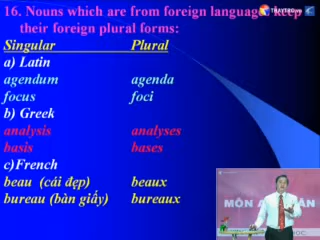 16. Nouns which are from foreign language keep
their foreign plural forms:
Singular Plural
a) Latin
agendum agenda
focus foci
b) Greek
analysis analyses
basis bases
c)French
beau (cái đẹp) beaux
bureau (bàn giấy) bureaux
MÔN